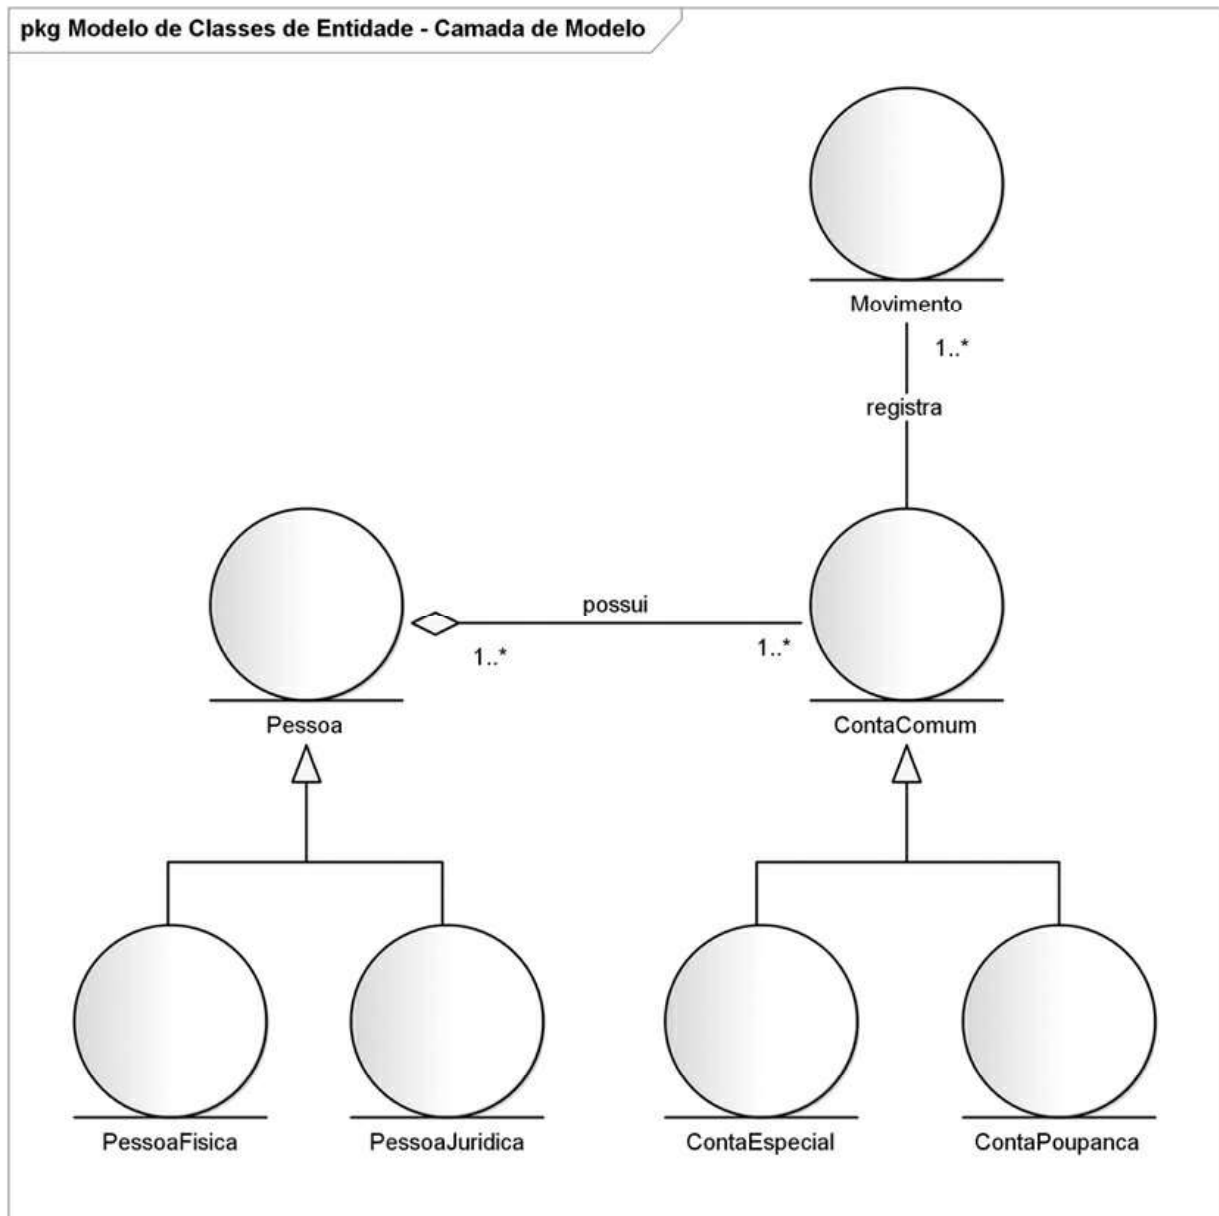 pkg Modelo de Classes de Entidade - Camada de Modelo
Movimento
1..*
registra
possui
1..*
1..*
Pessoa
ContaComum
PessoaFisica
PessoaJuridica
ContaEspecial
ContaPoupanca